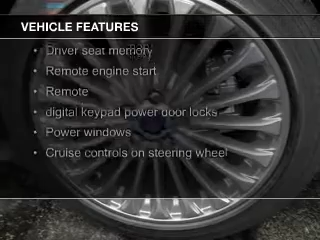 VEHICLE FEATURES
• Driver seat memory
• Remote engine start
• Remote
• digital keypad power door locks
• Power windows
• Cruise controls on steering wheel